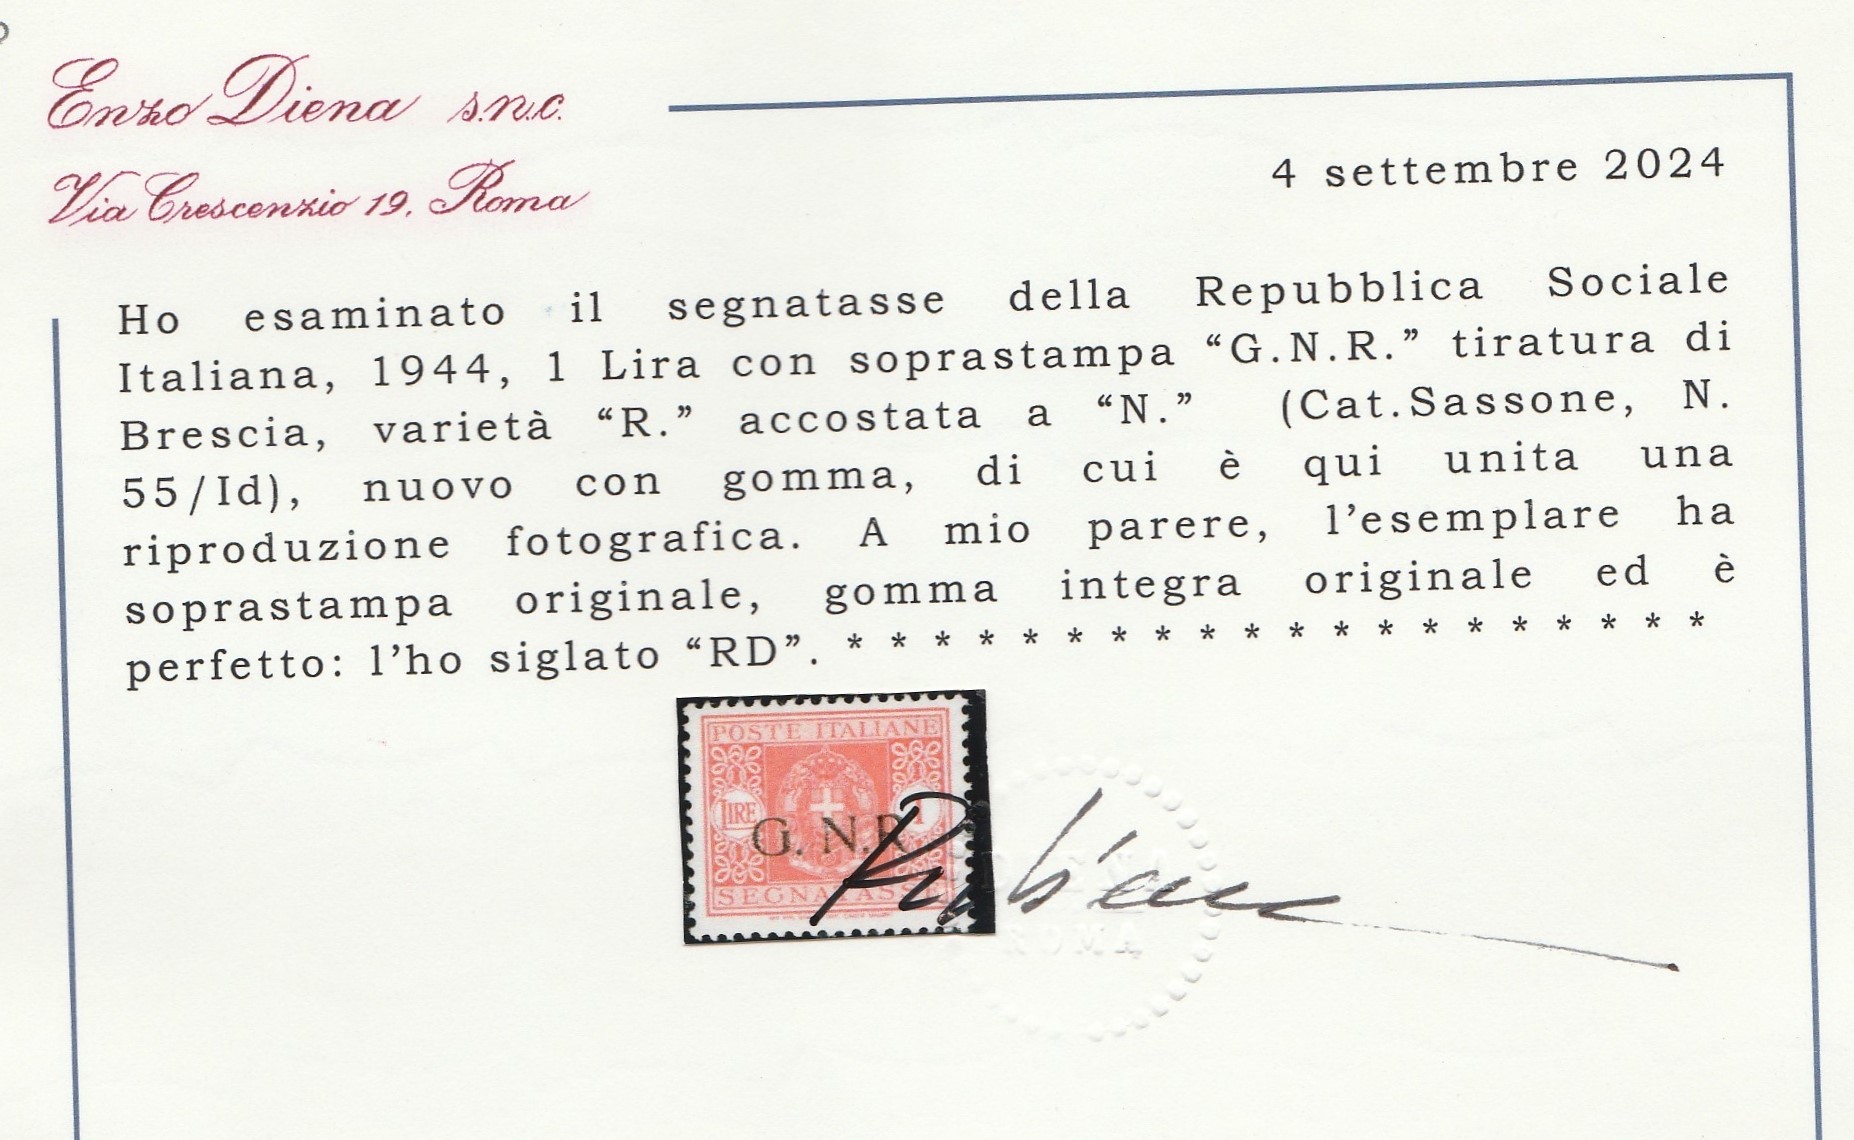 Enzo Diena s.n.c.
Via Crescenzio 19, Roma
4 settembre 2024
Ho esaminato il segnatasse della Repubblica Sociale
Italiana, 1944, 1 Lira con soprastampa “G.N.R.” tiratura di
Brescia, varietà “R.” accostata a “N.” (Cat.Sassone, N.
55/Id), nuovo con gomma, di cui è qui unita una
riproduzione fotografica. A mio parere, l’esemplare ha
soprastampa originale, gomma integra originale ed è
perfetto: l’ho siglato “RD”. * * * * * * * * * * * * * * * * * * * *
POSTE ITALIANE
LIRE 1
G. N.R
SEGNATASSE
DIENA
ROMA